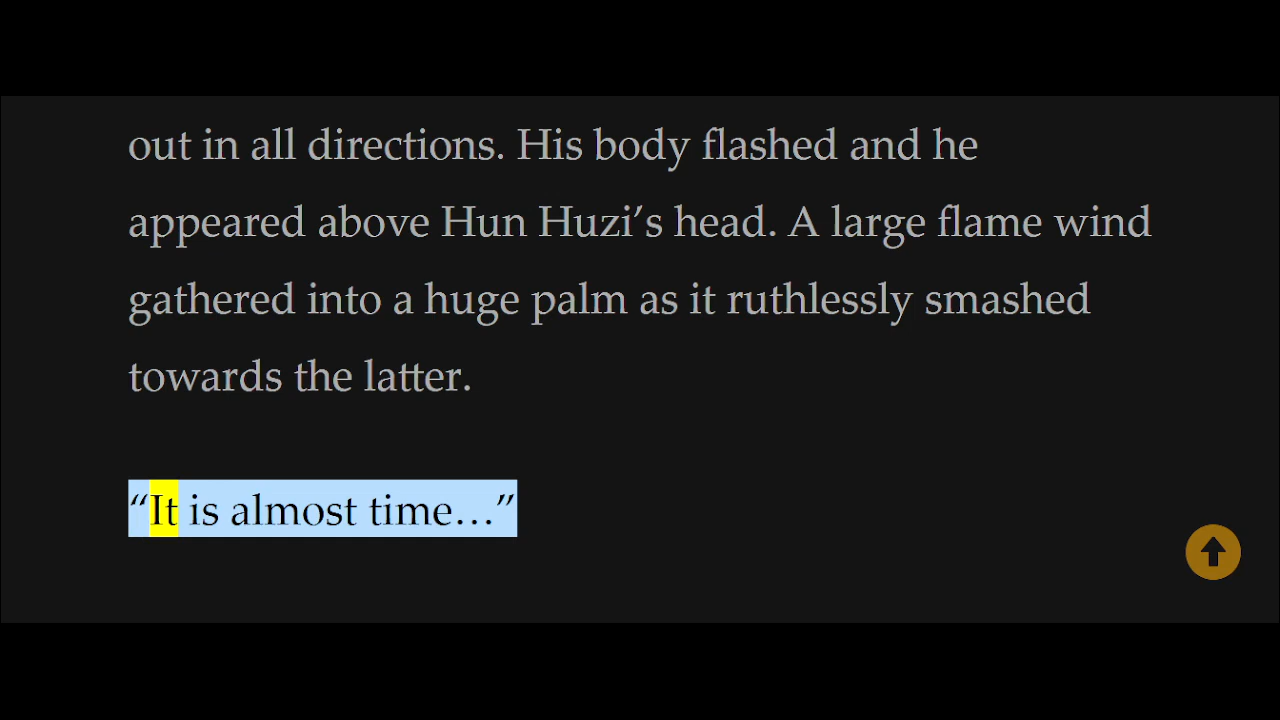 out in all directions. His body flashed and he
appeared above Hun Huzi’s head. A large flame wind
gathered into a huge palm as it ruthlessly smashed
towards the latter.
“It is almost time…”